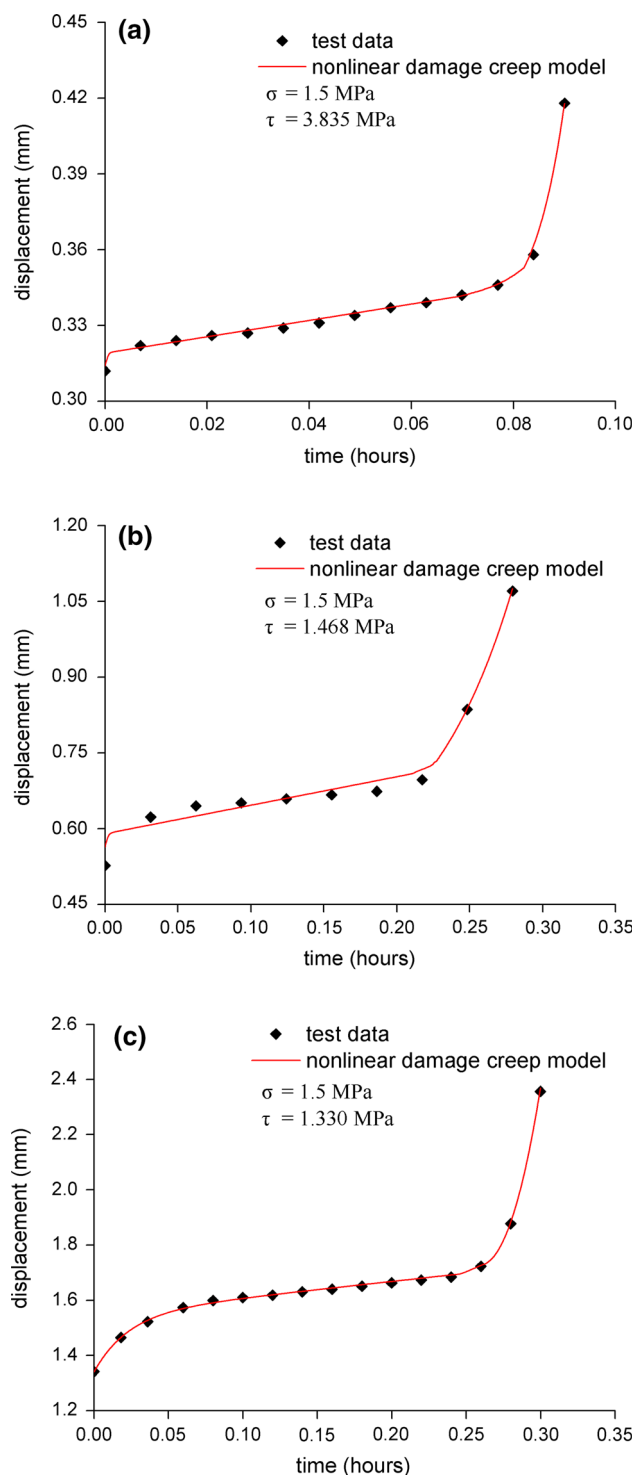 (a)
test data
nonlinear damage creep model
σ = 1.5 MPa
τ = 3.835 MPa
displacement (mm)
0.45
0.42
0.39
0.36
0.33
0.30
0.00 0.02 0.04 0.06 0.08 0.10
time (hours)
(b)
test data
nonlinear damage creep model
σ = 1.5 MPa
τ = 1.468 MPa
displacement (mm)
1.20
1.05
0.90
0.75
0.60
0.45
0.00 0.05 0.10 0.15 0.20 0.25 0.30 0.35
time (hours)
(c)
test data
nonlinear damage creep model
σ = 1.5 MPa
τ = 1.330 MPa
displacement (mm)
2.6
2.4
2.2
2.0
1.8
1.6
1.4
1.2
0.00 0.05 0.10 0.15 0.20 0.25 0.30 0.35
time (hours)